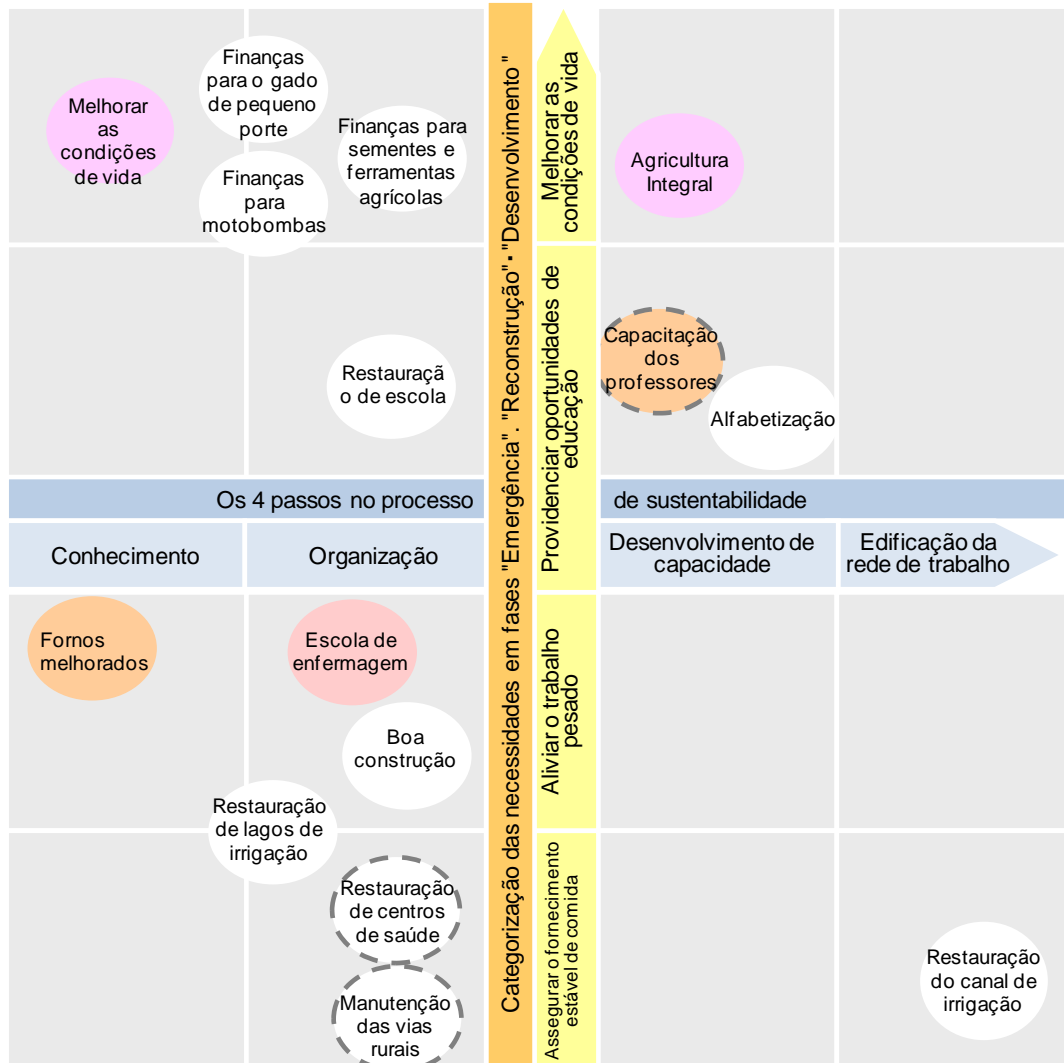 Finanças
para o gado
de pequeno
porte
Melhorar
as
condições
de vida
Finanças para
sementes e
ferramentas
agrícolas
Finanças
para
motobombas
Categorização das necessidades em fases "Emergência". "Reconstrução"·"Desenvolvimento"
Melhorar as
condições de vida
Agricultura
Integral
Restauraçã
o de escola
Providenciar oportunidades de
educação
Capacitação
dos
professores
Alfabetização
Os 4 passos no processo
de sustentabilidade
Conhecimento
Organização
Desenvolvimento de
capacidade
Edificação da
rede de trabalho
Fornos
melhorados
Escola de
enfermagem
Boa
construção
Aliviar o trabalho
pesado
Restauração
de lagos de
irrigação
Restauração
de centros
de saúde
Manutenção
das vias
rurais
Assegurar o fornecimento
estável de comida
Restauração
do canal de
irrigação